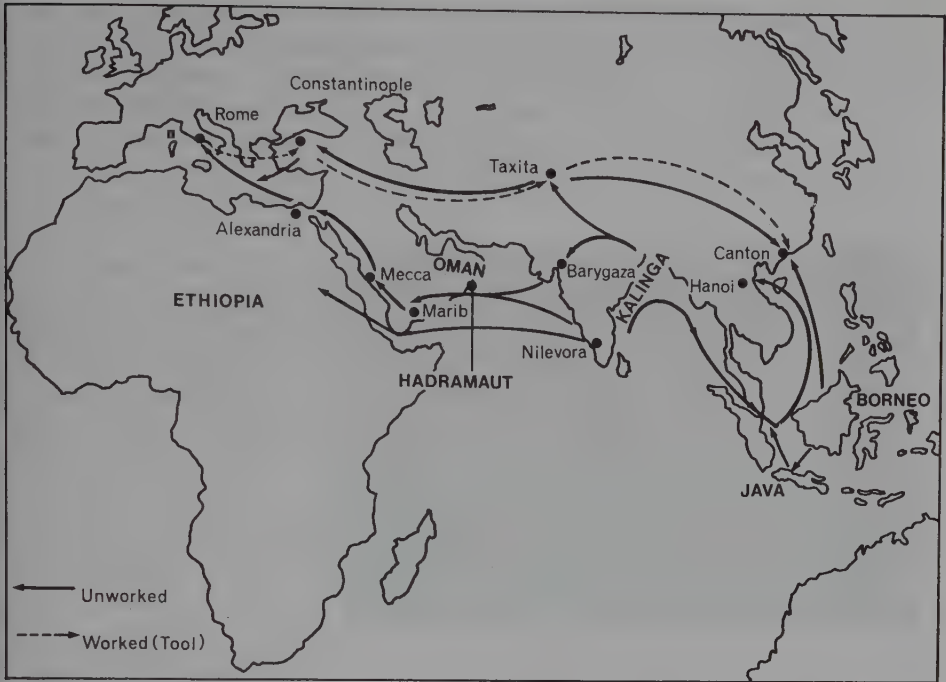 Constantinople
Rome
Taxita
Alexandria
Canton
OMAN
Barygaza
Mecca
KALINGA
Hanoi
ETHIOPIA
Marib
Nilevora
HADRAMAUT
BORNEO
JAVA
Unworked
Worked (Tool)